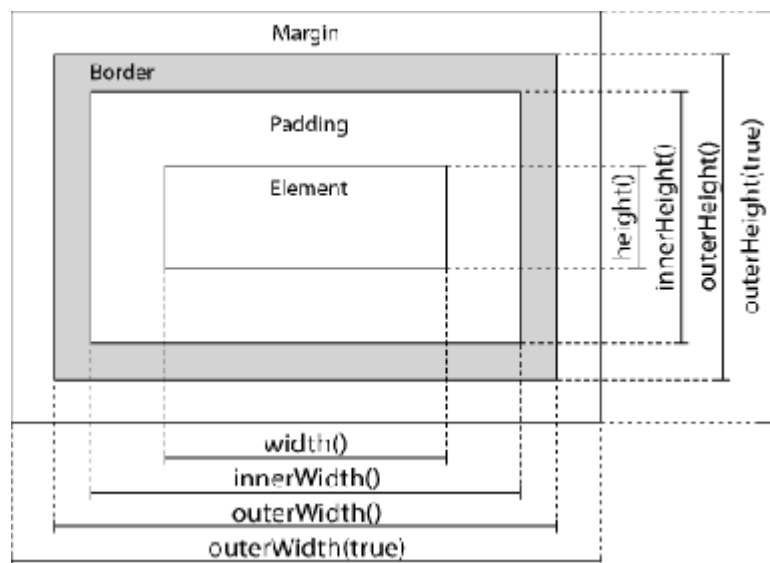 Margin
Border
Padding
Element
height()
innerHeight()
outerHeight()
outerHeight(true)
width()
innerWidth()
outerWidth()
outerWidth(true)